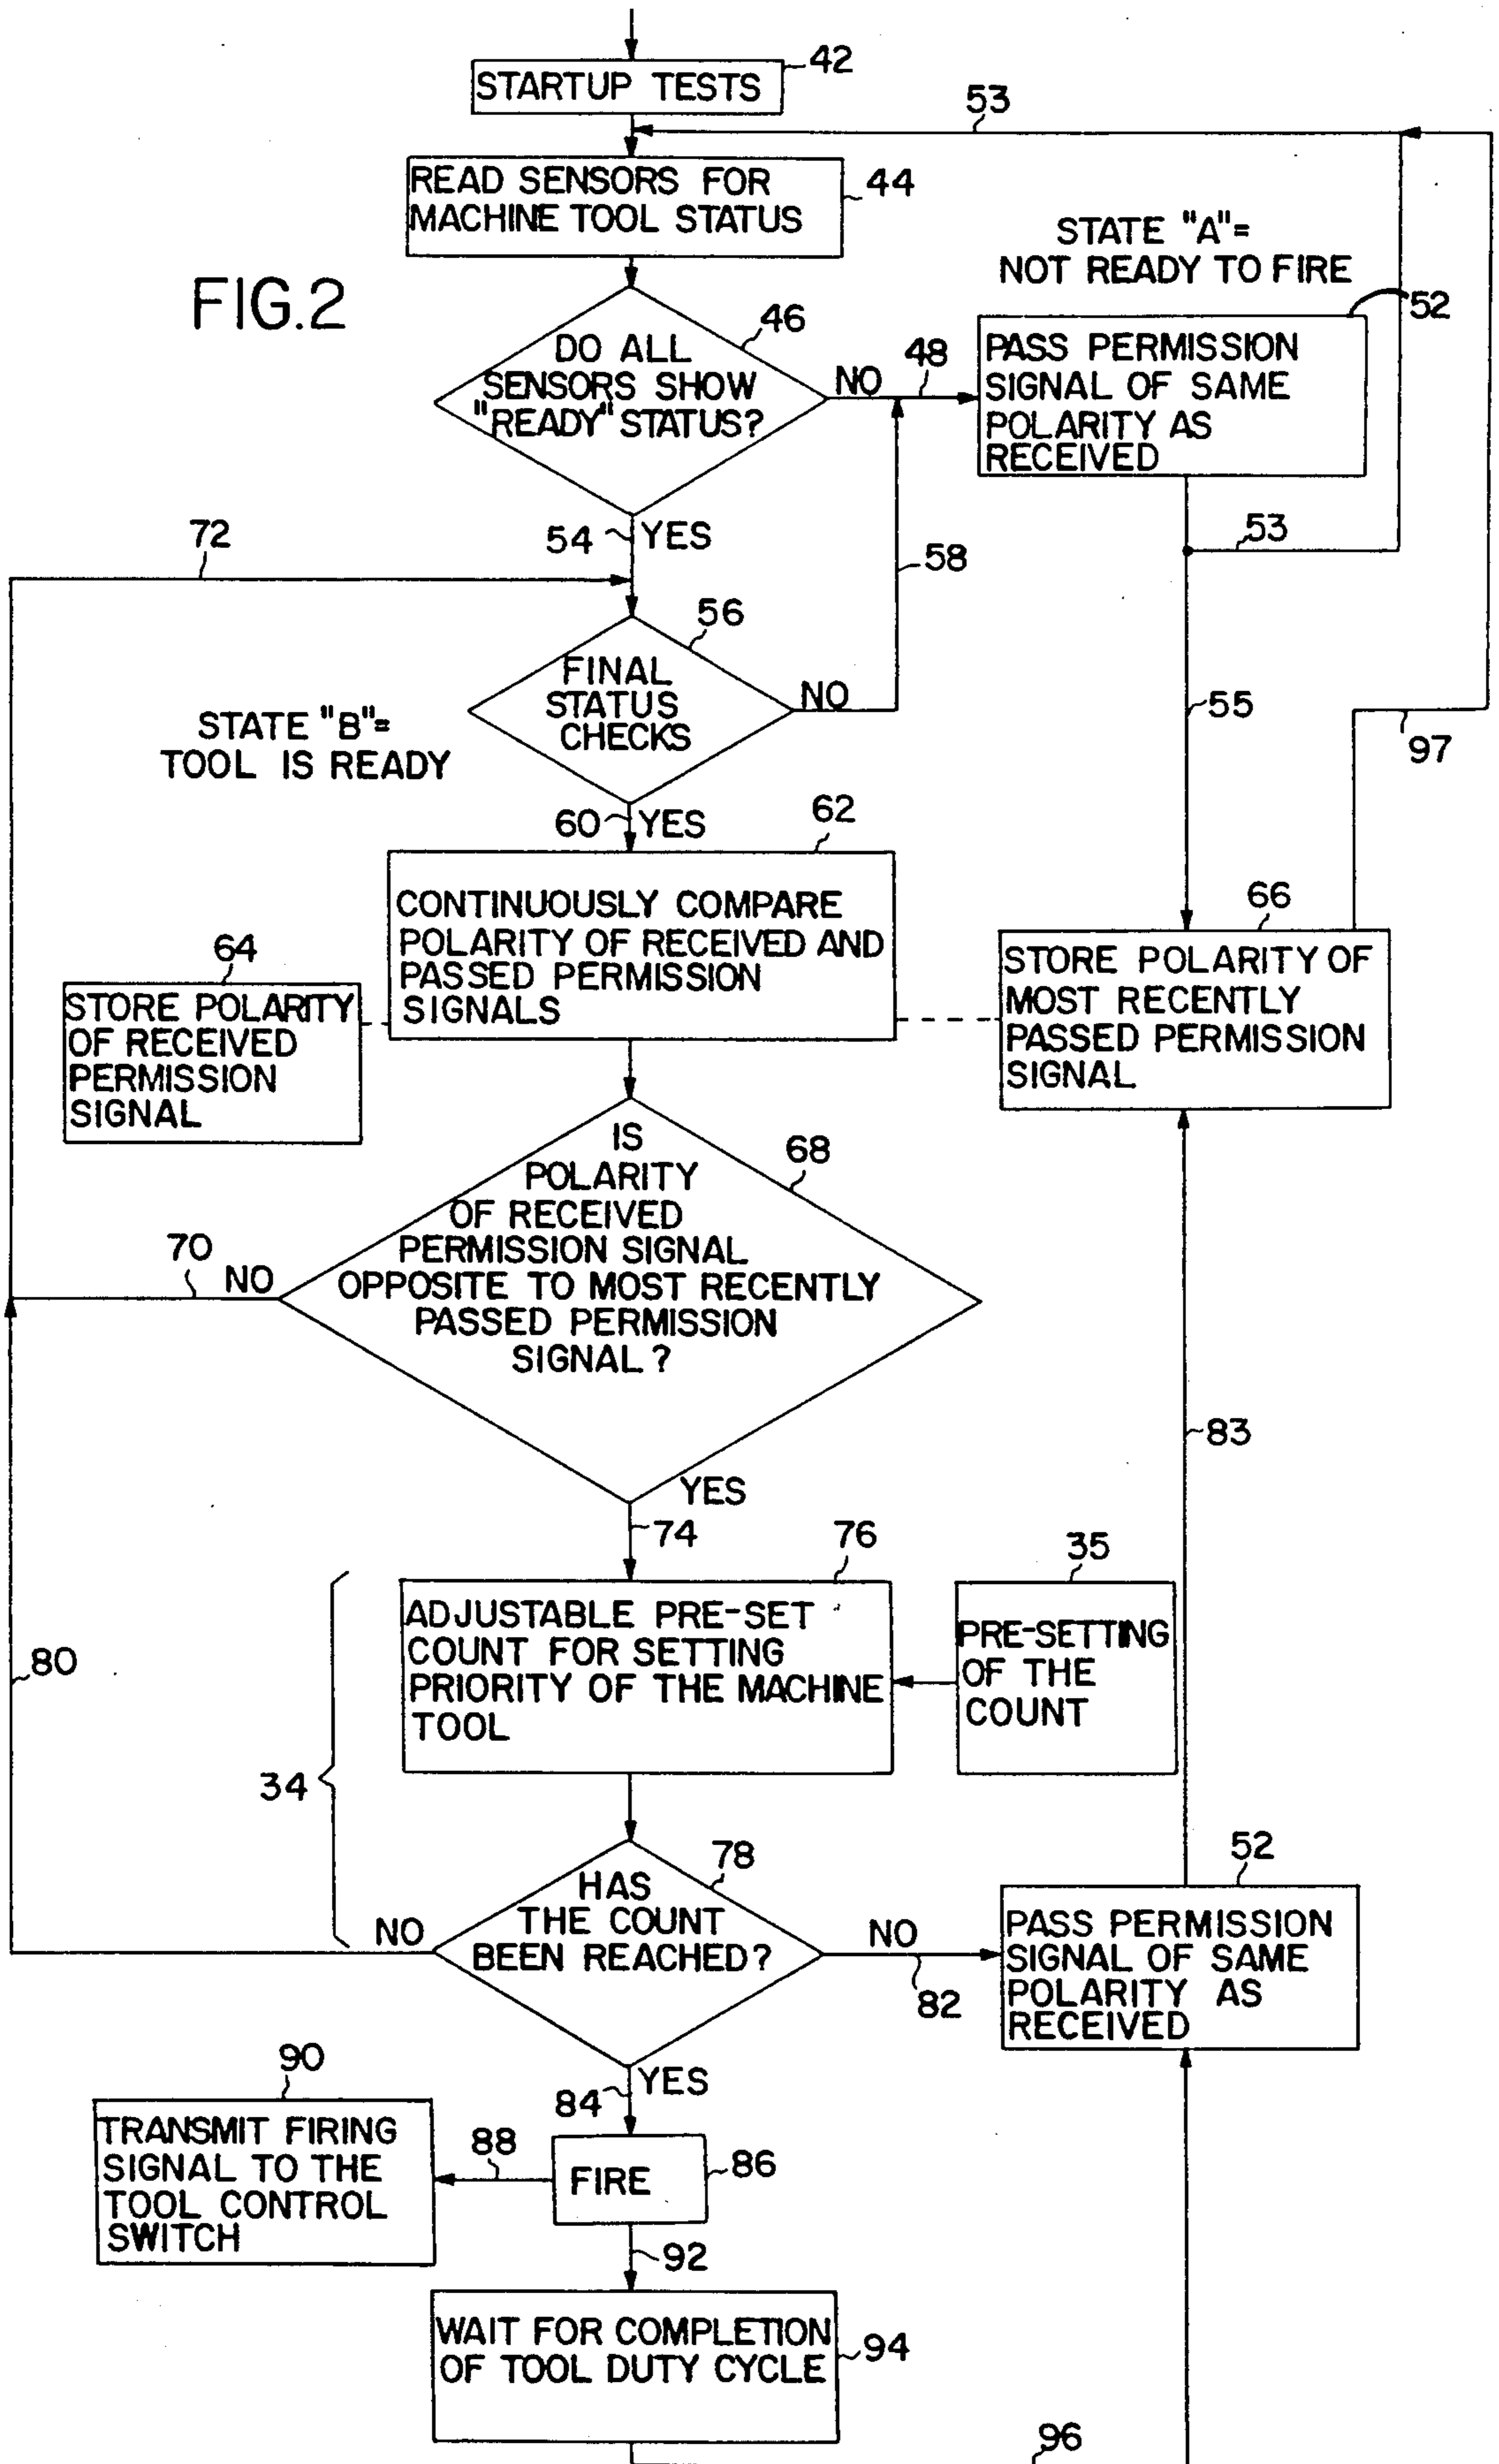 STARTUP TESTS
42
53
READ SENSORS FOR
MACHINE TOOL STATUS
44
STATE "A"=
NOT READY TO FIRE
FIG.2
46
DO ALL
SENSORS SHOW
"READY" STATUS?
NO
48
52
PASS PERMISSION
SIGNAL OF SAME
POLARITY AS
RECEIVED
72
54
YES
53
58
56
FINAL
STATUS
CHECKS
NO
STATE "B"=
TOOL IS READY
55
97
60
YES
62
CONTINUOUSLY COMPARE
POLARITY OF RECEIVED AND
PASSED PERMISSION
SIGNALS
64
STORE POLARITY
OF RECEIVED
PERMISSION
SIGNAL
66
STORE POLARITY OF
MOST RECENTLY
PASSED PERMISSION
SIGNAL
68
IS
POLARITY
OF RECEIVED
PERMISSION SIGNAL
OPPOSITE TO MOST RECENTLY
PASSED PERMISSION
SIGNAL?
70
NO
83
YES
74
76
35
ADJUSTABLE PRE-SET
COUNT FOR SETTING
PRIORITY OF THE MACHINE
TOOL
PRE-SETTING
OF THE
COUNT
80
34
78
HAS
THE COUNT
BEEN REACHED?
NO
NO
82
52
PASS PERMISSION
SIGNAL OF SAME
POLARITY AS
RECEIVED
84
YES
90
TRANSMIT FIRING
SIGNAL TO THE
TOOL CONTROL
SWITCH
88
FIRE
86
92
WAIT FOR COMPLETION
OF TOOL DUTY CYCLE
94
96